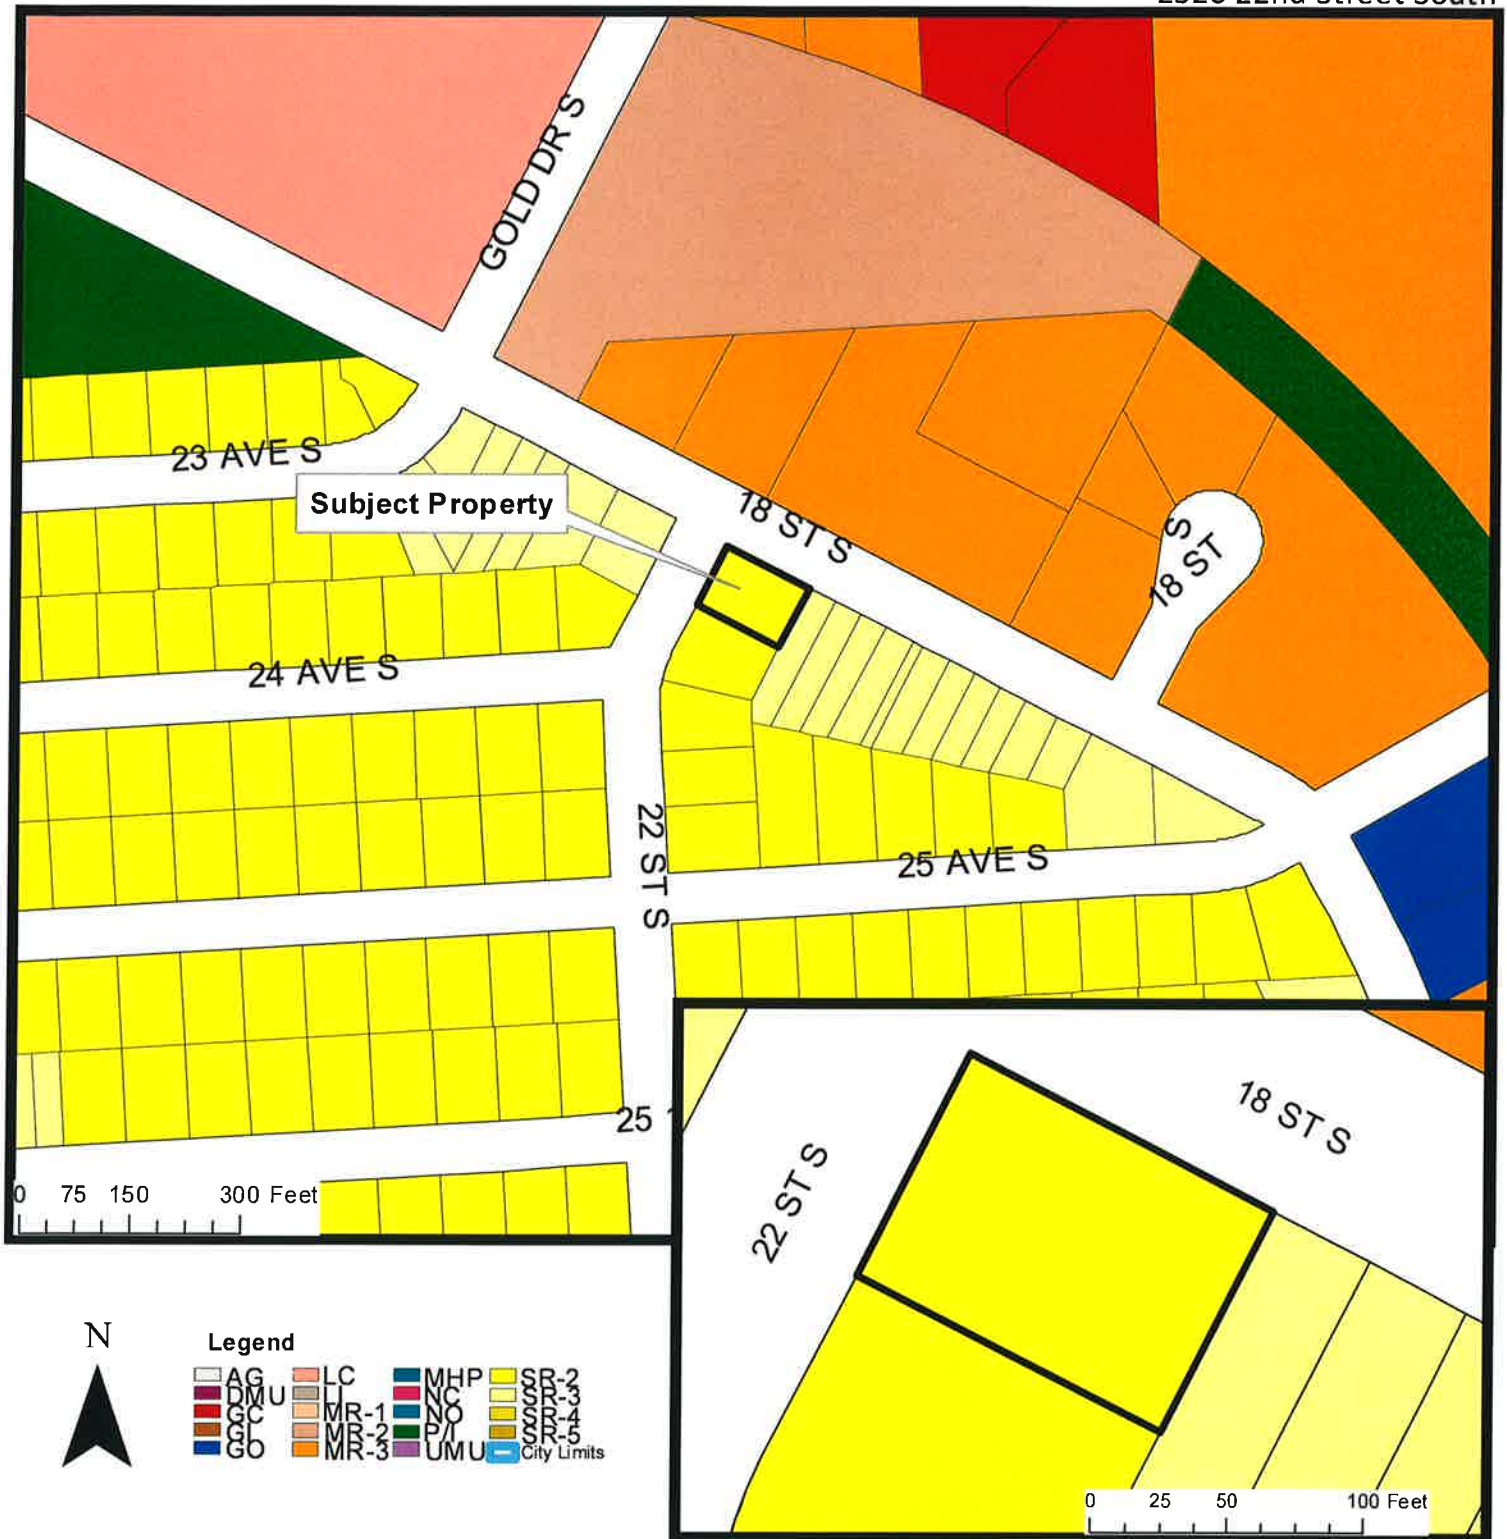 GOLD DR S
23 AVE S
Subject Property
18 ST S
18 ST S
24 AVE S
22 ST S
25 AVE S
25
0 75 150 300 Feet
18 ST S
22 ST S
0 25 50 100 Feet
N
Legend
AG LC MHP SR-2
DMU LI NC SR-3
GC MR-1 NO SR-4
GI MR-2 P/I SR-5
GO MR-3 UMU City Limits